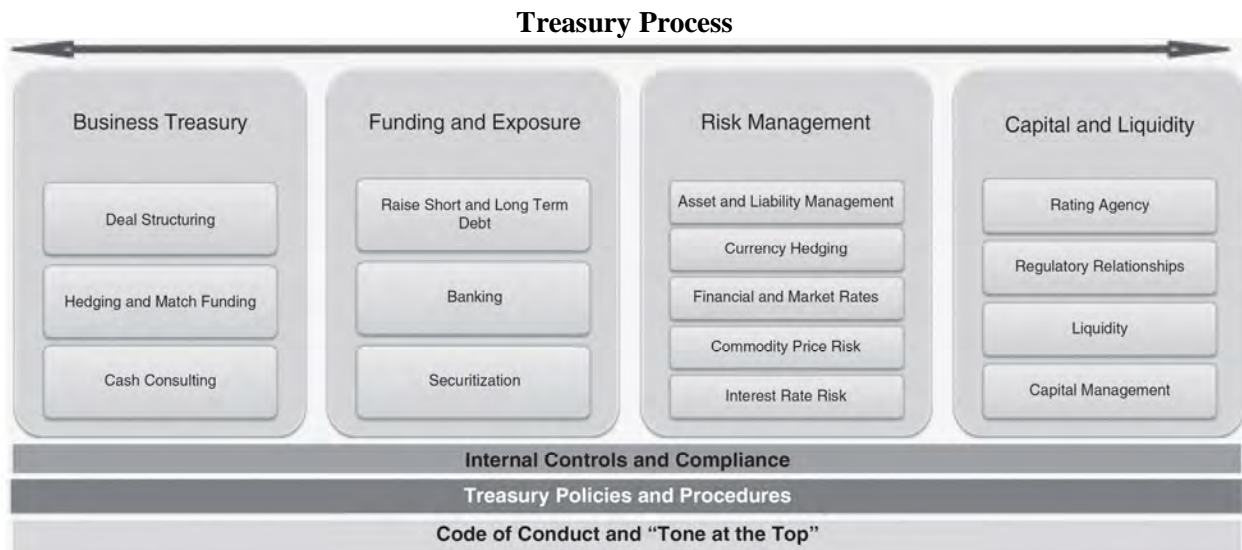 Treasury Process
Business Treasury
Deal Structuring
Hedging and Match Funding
Cash Consulting
Funding and Exposure
Raise Short and Long Term
Debt
Banking
Securitization
Risk Management
Asset and Liability Management
Currency Hedging
Financial and Market Rates
Commodity Price Risk
Interest Rate Risk
Capital and Liquidity
Rating Agency
Regulatory Relationships
Liquidity
Capital Management
Internal Controls and Compliance
Treasury Policies and Procedures
Code of Conduct and “Tone at the Top”